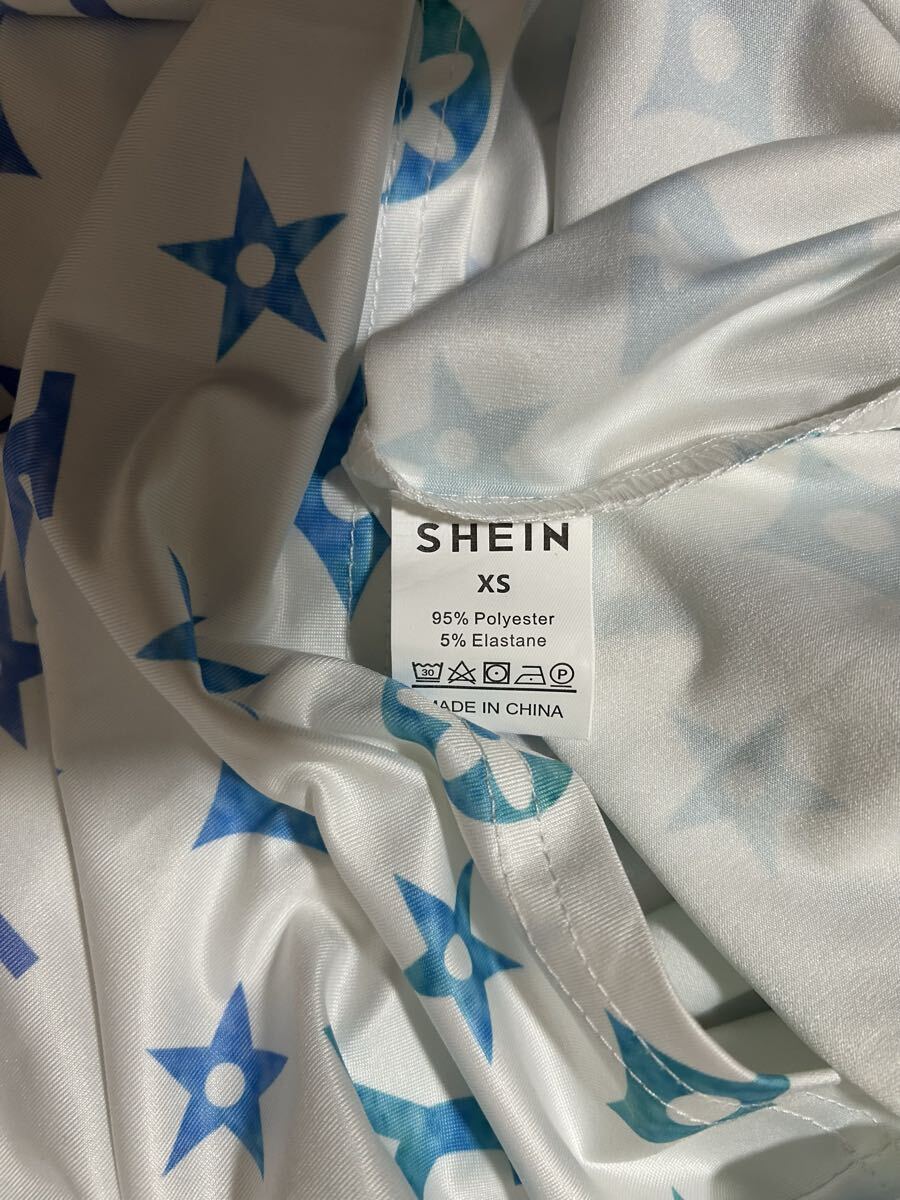 SHEIN
XS
95% Polyester
5% Elastane
30 P
MADE IN CHINA